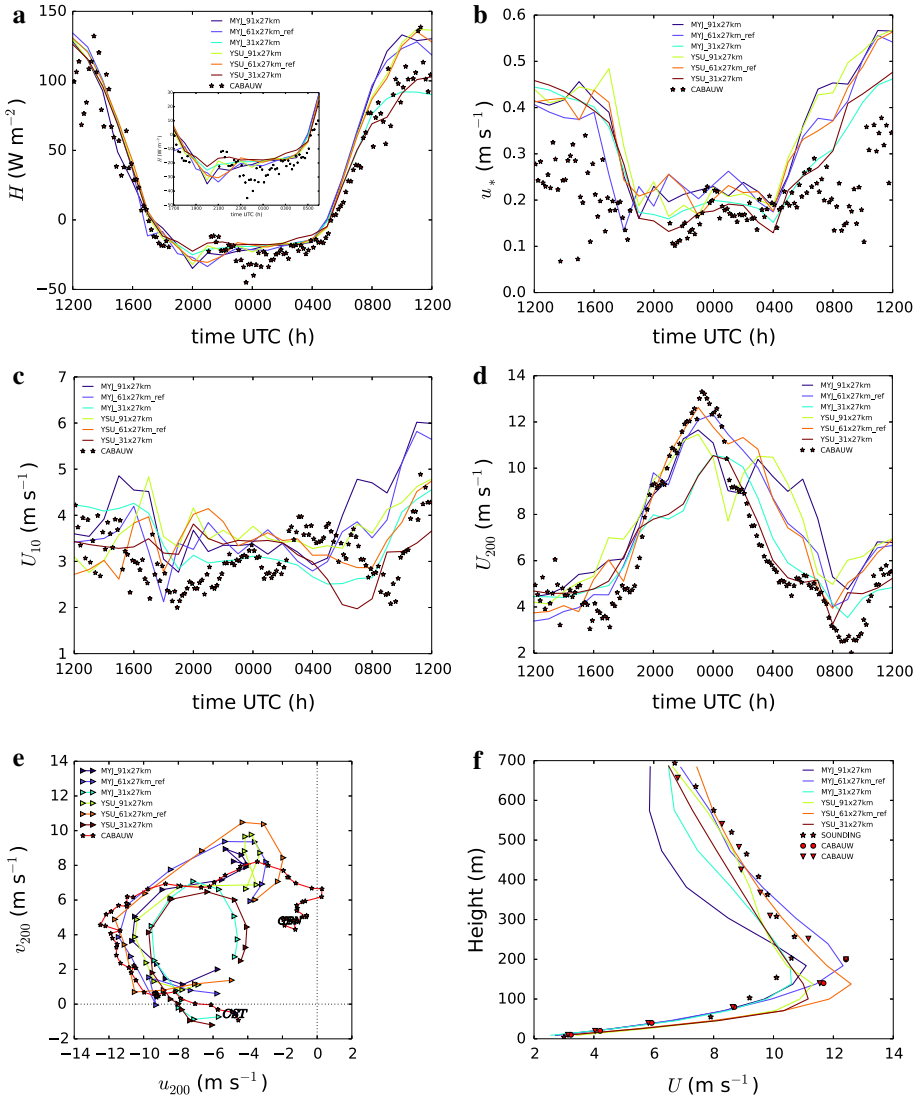 a
150
100
50
0
−50
H (W m−2)
MYJ_91x27km
MYJ_61x27km_ref
MYJ_31x27km
YSU_91x27km
YSU_61x27km_ref
YSU_31x27km
CABAUW
H (W m−2)
time UTC (h)
1200 1600 2000 0000 0400 0800 1200
time UTC (h)
b
0.6
0.5
0.4
0.3
0.2
0.1
0.0
u* (m s−1)
MYJ_91x27km
MYJ_61x27km_ref
MYJ_31x27km
YSU_91x27km
YSU_61x27km_ref
YSU_31x27km
CABAUW
1200 1600 2000 0000 0400 0800 1200
time UTC (h)
c
7
6
5
4
3
2
1
U10 (m s−1)
MYJ_91x27km
MYJ_61x27km_ref
MYJ_31x27km
YSU_91x27km
YSU_61x27km_ref
YSU_31x27km
CABAUW
1200 1600 2000 0000 0400 0800 1200
time UTC (h)
d
14
12
10
8
6
4
2
U200 (m s−1)
MYJ_91x27km
MYJ_61x27km_ref
MYJ_31x27km
YSU_91x27km
YSU_61x27km_ref
YSU_31x27km
CABAUW
1200 1600 2000 0000 0400 0800 1200
time UTC (h)
e
14
12
10
8
6
4
2
0
−2
v200 (m s−1)
MYJ_91x27km
MYJ_61x27km_ref
MYJ_31x27km
YSU_91x27km
YSU_61x27km_ref
YSU_31x27km
CABAUW
−14 −12 −10 −8 −6 −4 −2 0 2
u200 (m s−1)
f
700
600
500
400
300
200
100
0
Height (m)
MYJ_91x27km
MYJ_61x27km_ref
MYJ_31x27km
YSU_91x27km
YSU_61x27km_ref
YSU_31x27km
SOUNDING
CABAUW
CABAUW
2 4 6 8 10 12 14
U (m s−1)